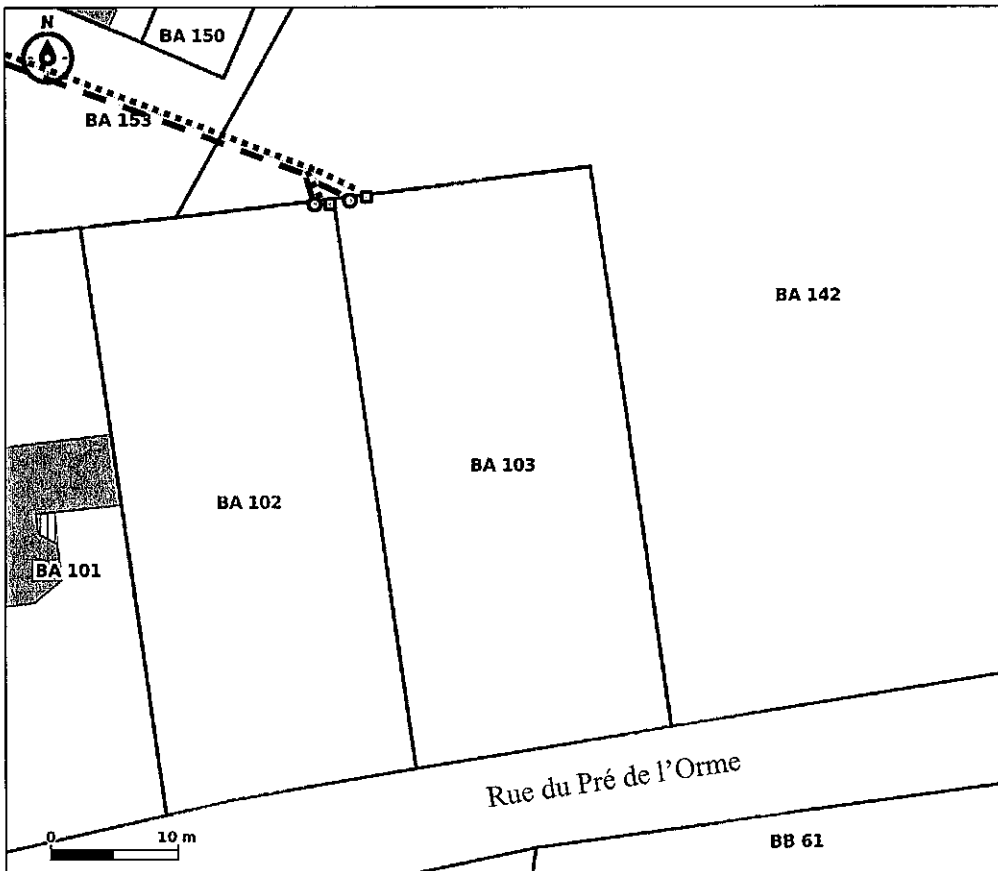 N
BA 150
BA 153
BA 142
BA 103
BA 102
BA 101
Rue du Pré de l’Orme
0 10 m
BB 61